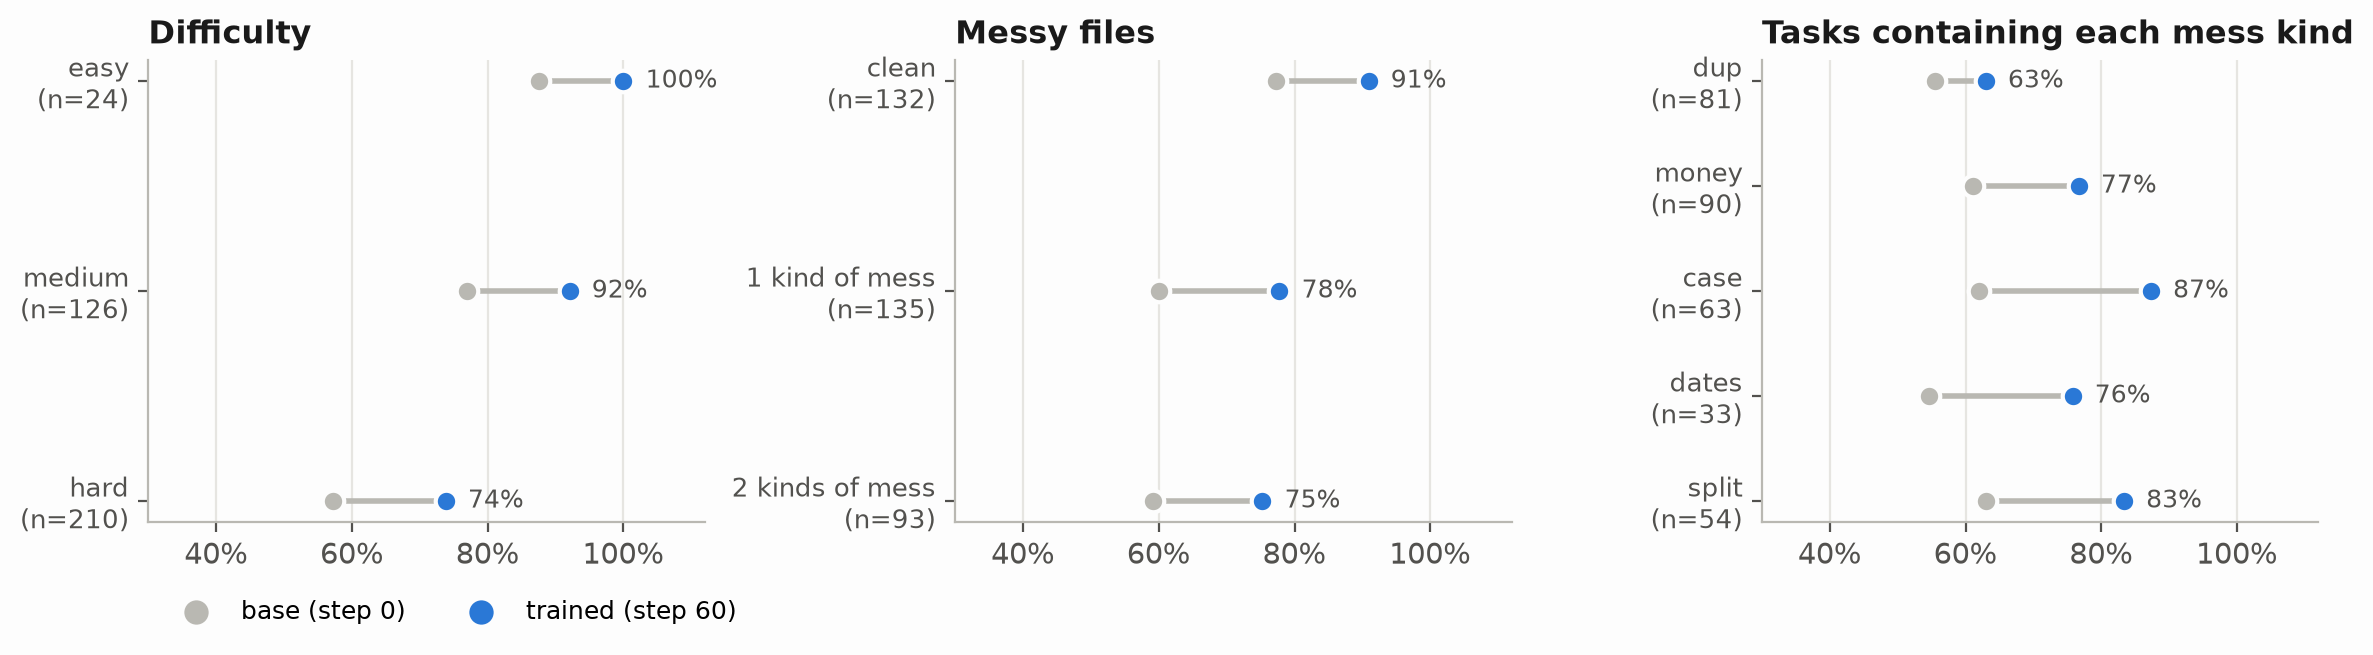 Difficulty
easy
(n=24)
100%
medium
(n=126)
92%
hard
(n=210)
74%
40% 60% 80% 100%
Messy files
clean
(n=132)
91%
1 kind of mess
(n=135)
78%
2 kinds of mess
(n=93)
75%
40% 60% 80% 100%
Tasks containing each mess kind
dup
(n=81)
63%
money
(n=90)
77%
case
(n=63)
87%
dates
(n=33)
76%
split
(n=54)
83%
40% 60% 80% 100%
base (step 0) trained (step 60)